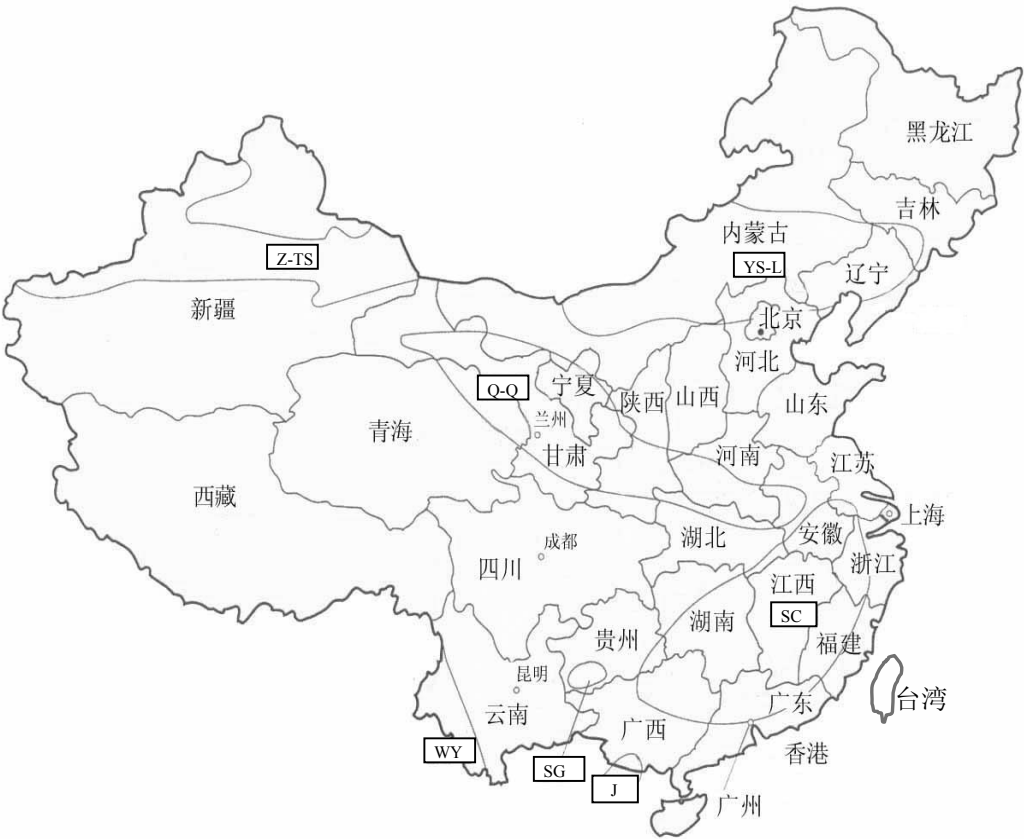 黑龙江
吉林
内蒙古
Z-TS
YS-L
辽宁
新疆
北京
河北
Q-Q
宁夏
陕西
山西
山东
兰州
青海
甘肃
河南
江苏
西藏
上海
湖北
安徽
成都
四川
浙江
江西
SC
湖南
贵州
福建
昆明
台湾
广东
云南
广西
WY
香港
SG
J
广州